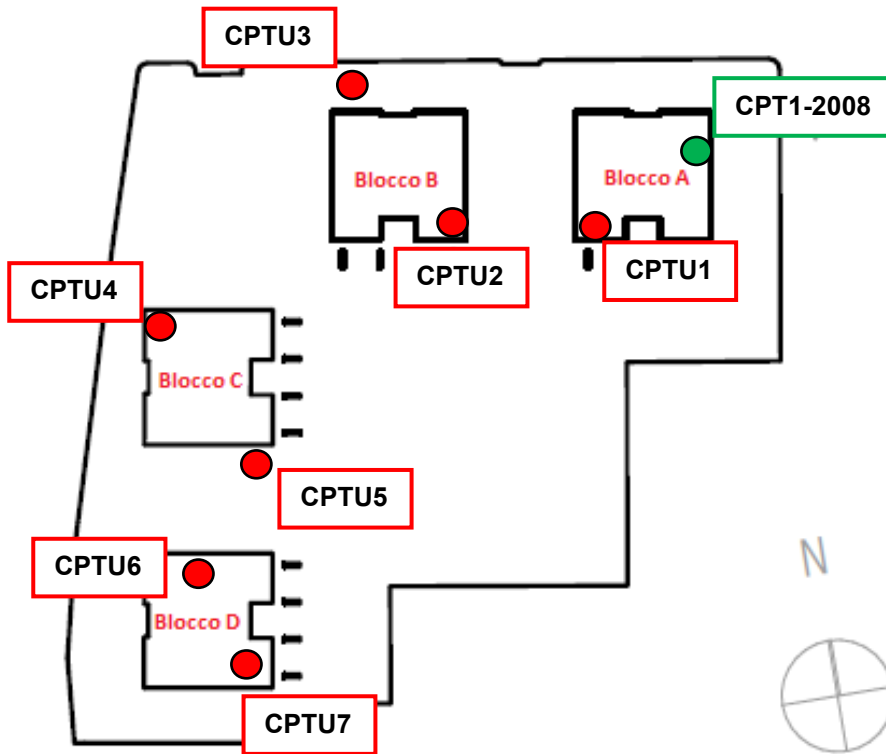 CPTU3
CPT1-2008
Blocco B
Blocco A
CPTU2
CPTU1
CPTU4
Blocco C
CPTU5
CPTU6
Blocco D
CPTU7
N